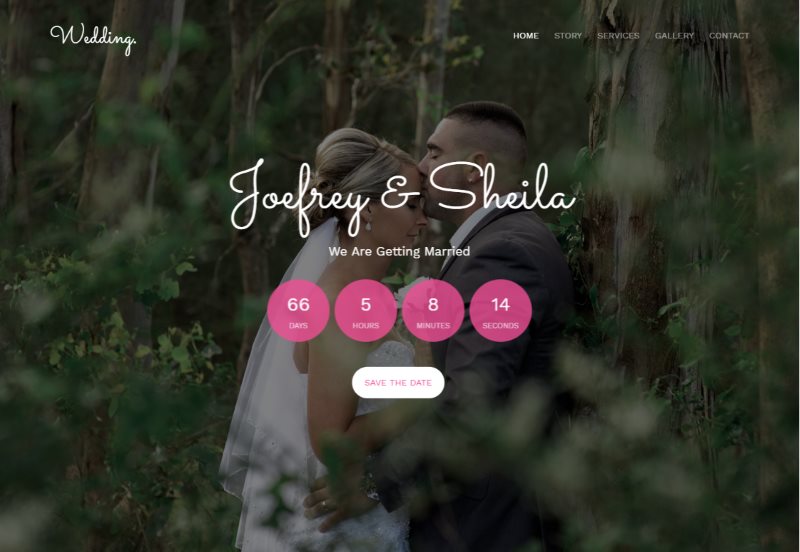 Wedding.
HOME STORY SERVICES GALLERY CONTACT
Joefrey & Sheila
We Are Getting Married
66 5 8 14
DAYS HOURS MINUTES SECONDS
SAVE THE DATE